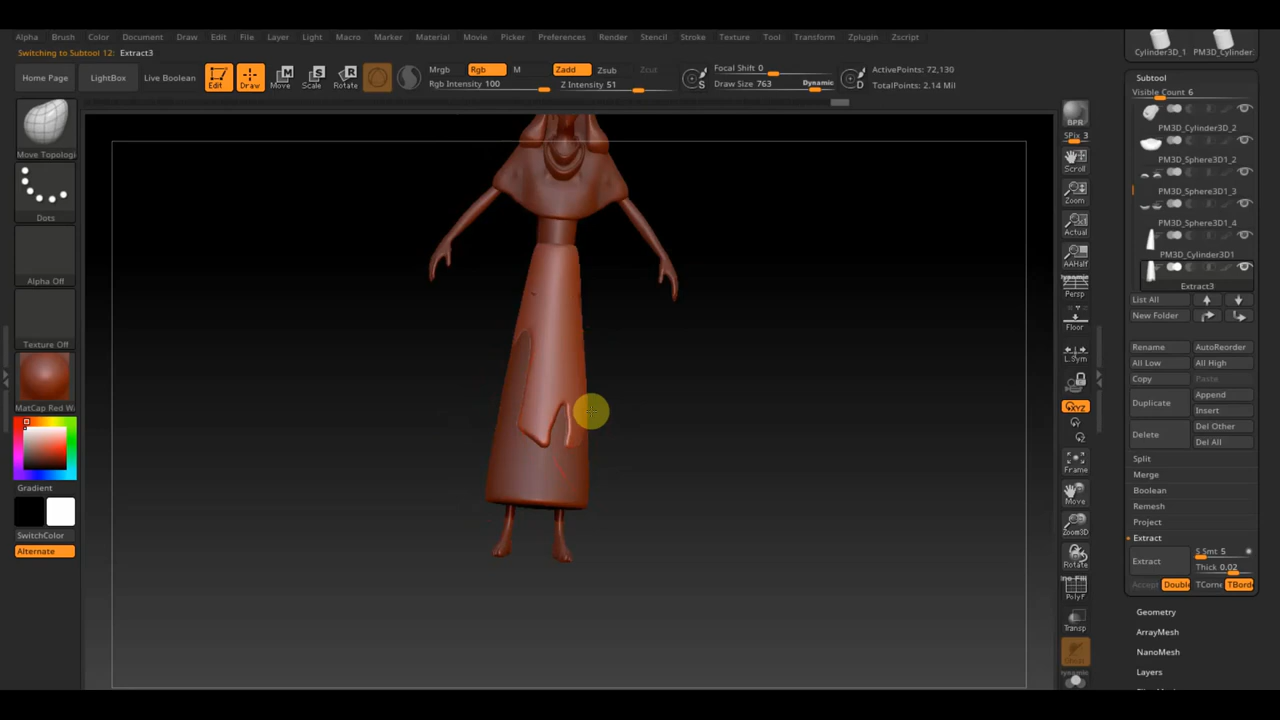 Alpha Brush Color Document Draw Edit File Layer Light Macro Marker Material Movie Picker Preferences Render Stencil Stroke Texture Tool Transform Zplugin Zscript
Switching to Subtool 12: Extract3
Home Page
LightBox
Live Boolean
Edit
Draw
Move
Scale
Rotate
Mrgb Rgb M
Rgb Intensity 100
Zadd Zsub Zcut
Z Intensity 51
Focal Shift 0
Draw Size 763 Dynamic
ActivePoints: 72,130
TotalPoints: 2.14 Mil
Move Topologi
Dots
Alpha Off
Texture Off
MatCap Red W
Gradient
SwitchColor
Alternate
BPR
SPix 3
Scroll
Zoom
Actual
AAHalf
Persp
Floor
L.Sym
XYZ
Frame
Move
Zoom3D
Rotate
PolyF
Transp
Cylinder3D_1 PM3D_Cylinder.
Subtool
Visible Count 6
PM3D_Cylinder3D_2
PM3D_Sphere3D1_2
PM3D_Sphere3D1_3
PM3D_Sphere3D1_4
PM3D_Cylinder3D1
Extract3
List All
New Folder
Rename AutoReorder
All Low All High
Copy Paste
Duplicate Append
Insert
Delete Del Other
Del All
Split
Merge
Boolean
Remesh
Project
Extract
Extract S Smt 5
Thick 0.02
Accept Double TCorne TBorde
Geometry
ArrayMesh
NanoMesh
Layers